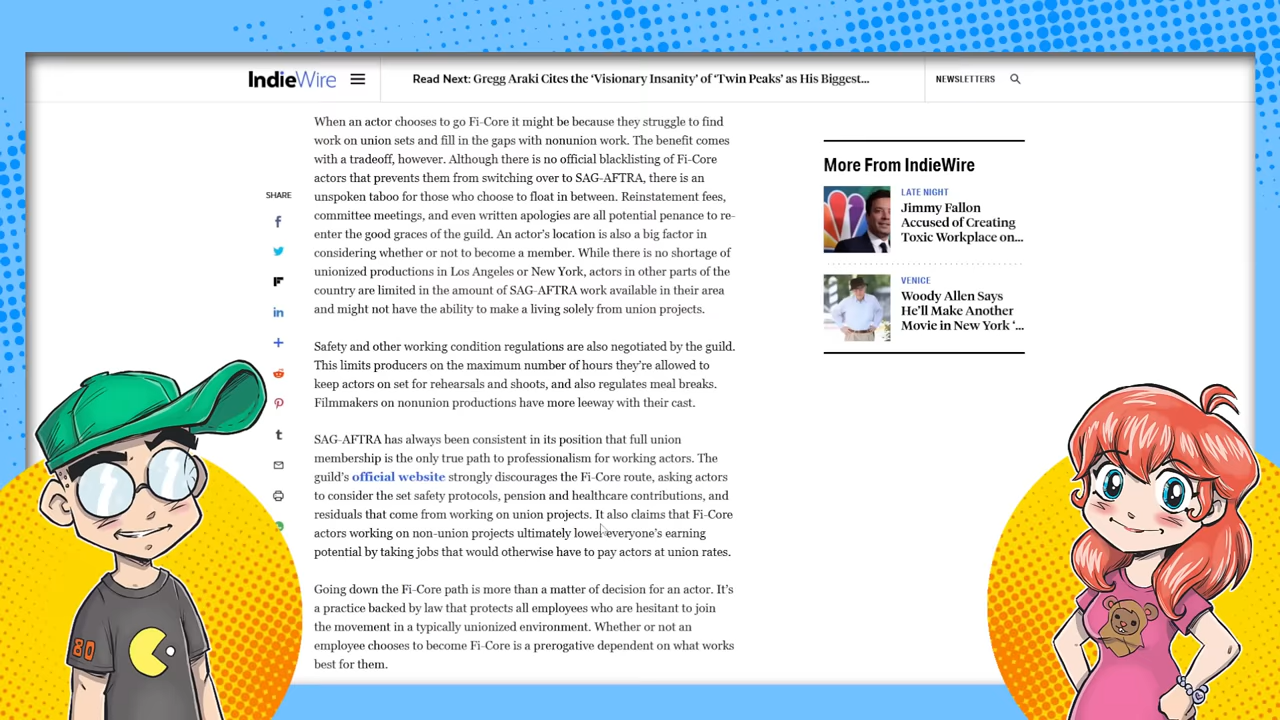 IndieWire
Read Next: Gregg Araki Cites the ‘Visionary Insanity’ of ‘Twin Peaks’ as His Biggest...
NEWSLETTERS
When an actor chooses to go Fi-Core it might be because they struggle to find
work on union sets and fill in the gaps with nonunion work. The benefit comes
with a tradeoff, however. Although there is no official blacklisting of Fi-Core
actors that prevents them from switching over to SAG-AFTRA, there is an
unspoken taboo for those who choose to float in between. Reinstatement fees,
committee meetings, and even written apologies are all potential penance to re-
enter the good graces of the guild. An actor’s location is also a big factor in
considering whether or not to become a member. While there is no shortage of
unionized productions in Los Angeles or New York, actors in other parts of the
country are limited in the amount of SAG-AFTRA work available in their area
and might not have the ability to make a living solely from union projects.
Safety and other working condition regulations are also negotiated by the guild.
This limits producers on the maximum number of hours they’re allowed to
keep actors on set for rehearsals and shoots, and also regulates meal breaks.
Filmmakers on nonunion productions have more leeway with their cast.
SAG-AFTRA has always been consistent in its position that full union
membership is the only true path to professionalism for working actors. The
guild’s official website strongly discourages the Fi-Core route, asking actors
to consider the set safety protocols, pension and healthcare contributions, and
residuals that come from working on union projects. It also claims that Fi-Core
actors working on non-union projects ultimately lower everyone’s earning
potential by taking jobs that would otherwise have to pay actors at union rates.
Going down the Fi-Core path is more than a matter of decision for an actor. It’s
a practice backed by law that protects all employees who are hesitant to join
the movement in a typically unionized environment. Whether or not an
employee chooses to become Fi-Core is a prerogative dependent on what works
best for them.
SHARE
More From IndieWire
LATE NIGHT
Jimmy Fallon
Accused of Creating
Toxic Workplace on...
VENICE
Woody Allen Says
He’ll Make Another
Movie in New York ‘...
80